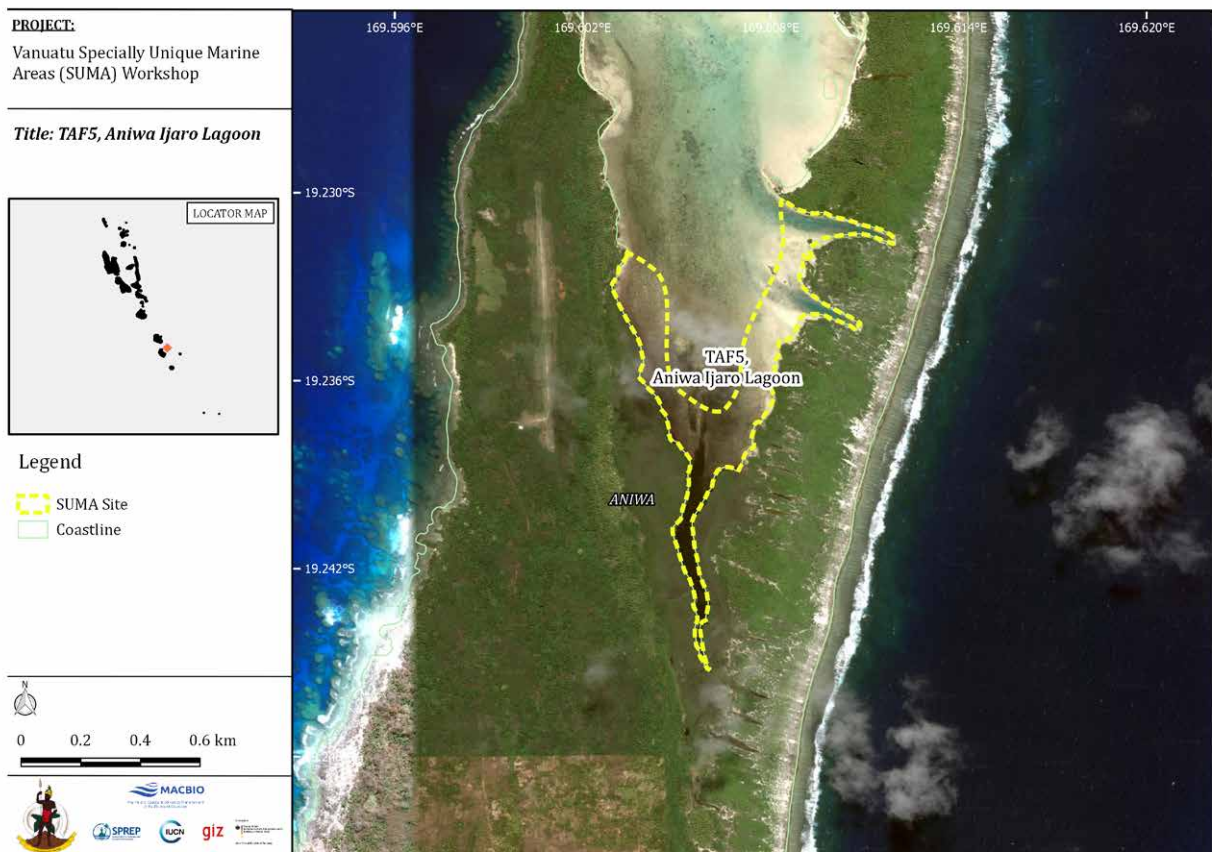 PROJECT:
Vanuatu Specially Unique Marine
Areas (SUMA) Workshop
Title: TAF5, Aniwa Ijaro Lagoon
LOCATOR MAP
Legend
SUMA Site
Coastline
N
0 0.2 0.4 0.6 km
MACBIO
SPREP
IUCN
giz
169.596°E 169.602°E 169.608°E 169.614°E 169.620°E
19.230°S
19.236°S
19.242°S
TAF5,
Aniwa Ijaro Lagoon
ANIWA